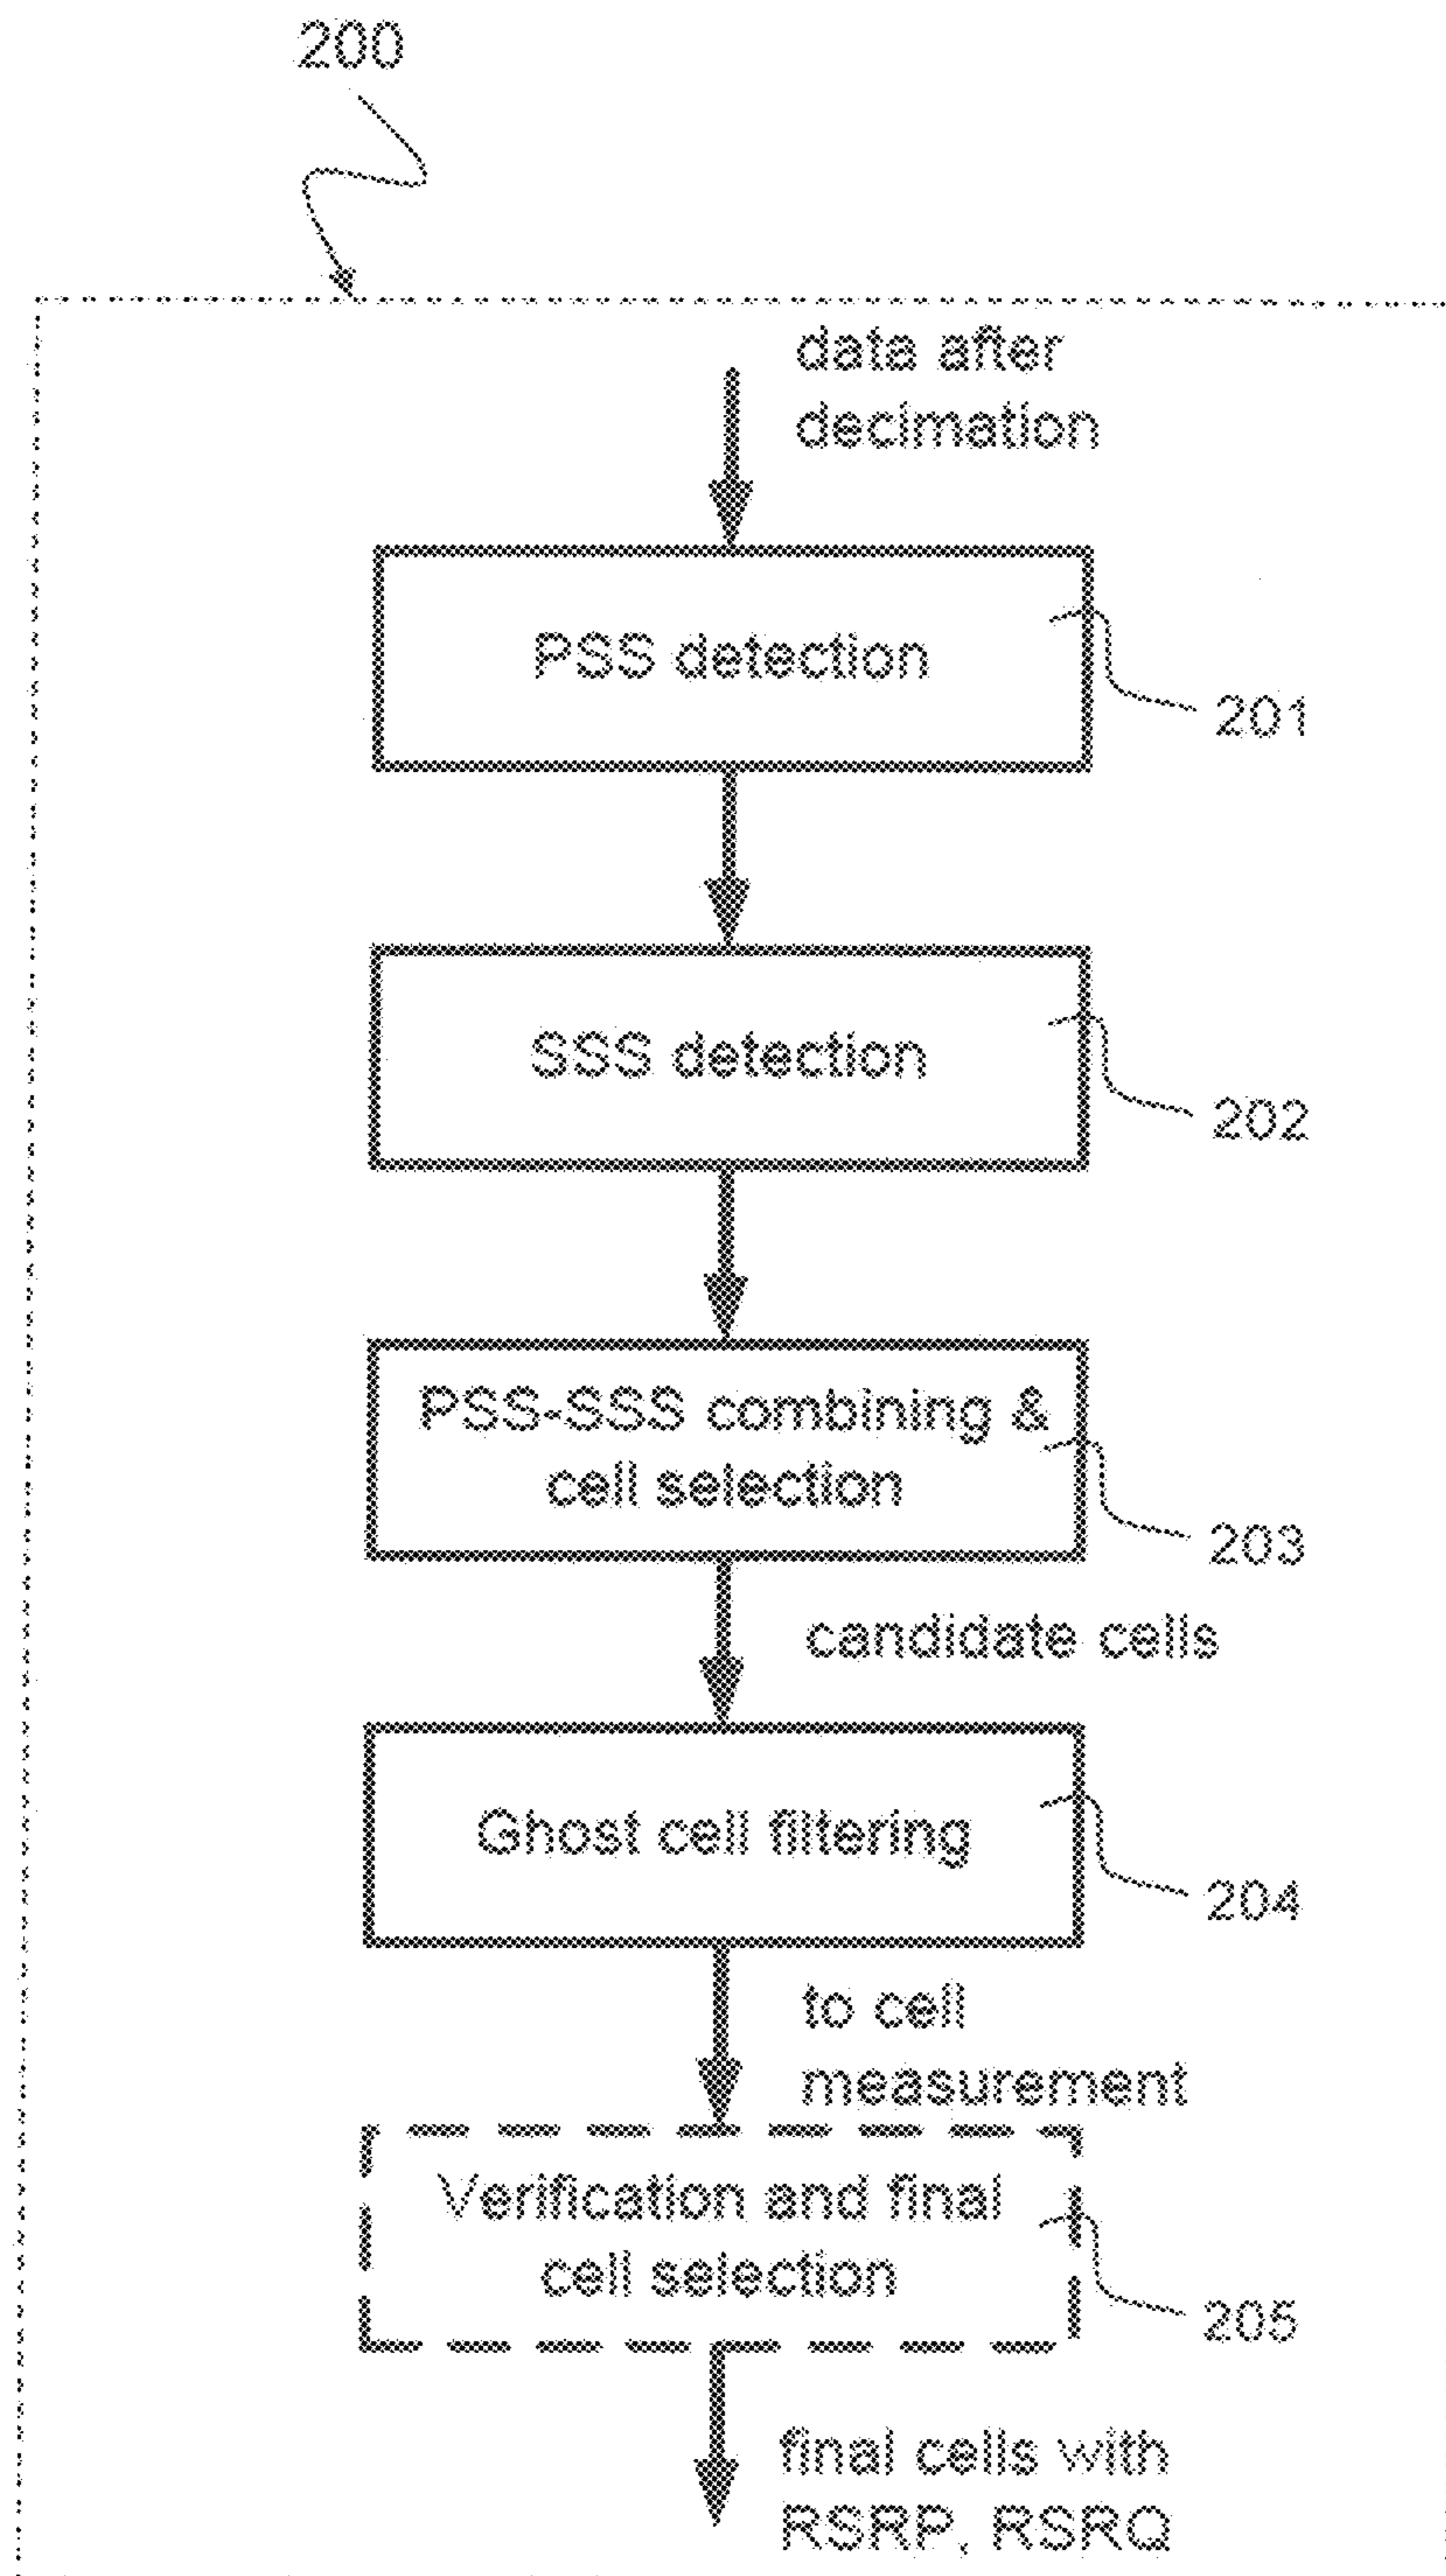 200
data after
decimation
PSS detection
201
SSS detection
202
PSS-SSS combining &
cell selection
203
candidate cells
Ghost cell filtering
204
to cell
measurement
Verification and final
cell selection
205
final cells with
RSRP, RSRQ